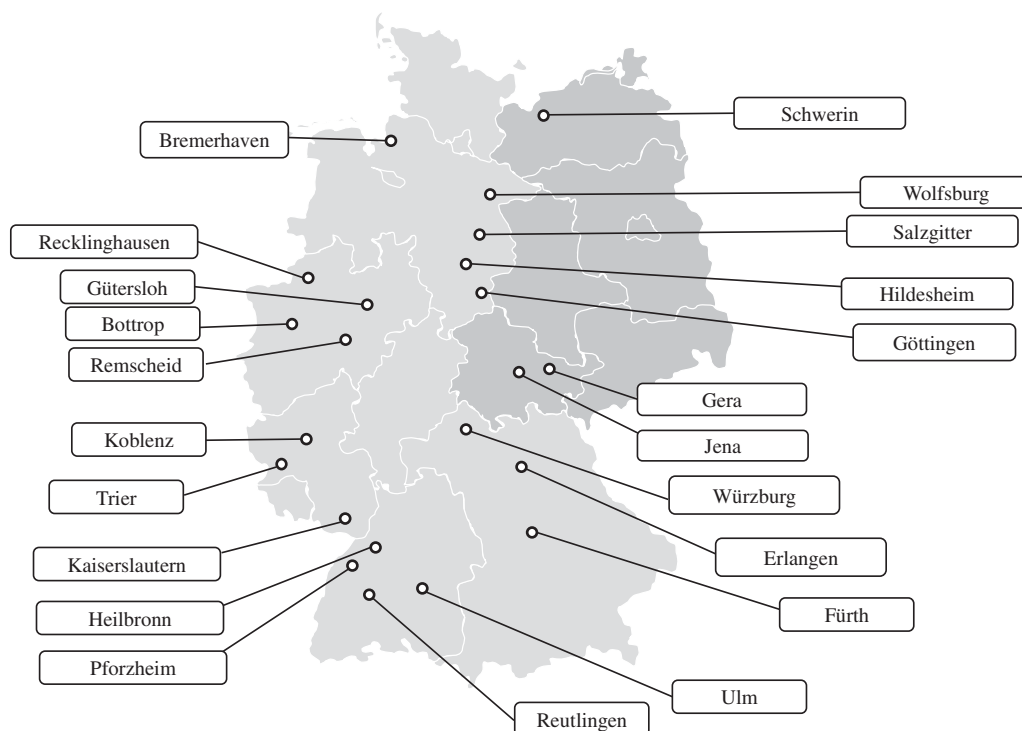 Schwerin
Bremerhaven
Wolfsburg
Salzgitter
Recklinghausen
Gütersloh
Hildesheim
Bottrop
Göttingen
Remscheid
Gera
Koblenz
Jena
Trier
Würzburg
Kaiserslautern
Erlangen
Heilbronn
Fürth
Pforzheim
Ulm
Reutlingen